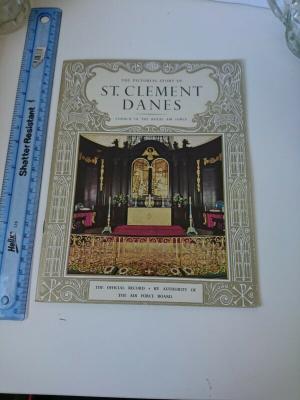 THE PICTORIAL STORY OF
ST. CLEMENT
DANES
CHURCH OF THE ROYAL AIR FORCE
THE OFFICIAL RECORD • BY AUTHORITY OF
THE AIR FORCE BOARD
Shatter Resistant
Helix